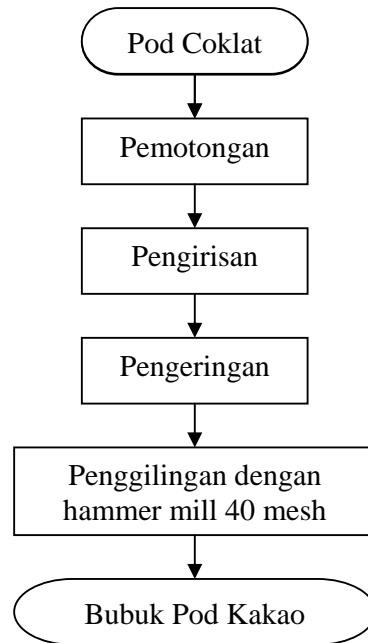 Pod Coklat
Pemotongan
Pengirisan
Pengeringan
Penggilingan dengan
hammer mill 40 mesh
Bubuk Pod Kakao